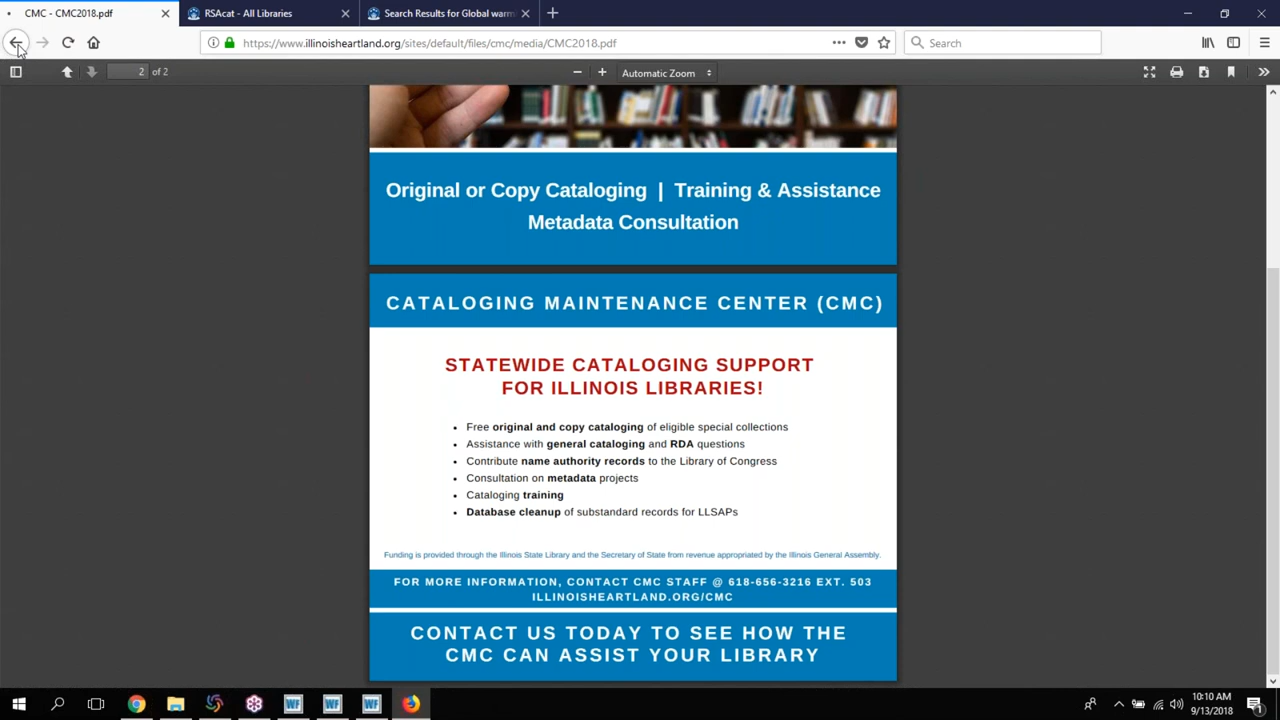 CMC - CMC2018.pdf
RSAcat - All Libraries
Search Results for Global warm
https://www.illinoisheartland.org/sites/default/files/cmc/media/CMC2018.pdf
Search
2 of 2
Automatic Zoom
Original or Copy Cataloging | Training & Assistance
Metadata Consultation
CATALOGING MAINTENANCE CENTER (CMC)
STATEWIDE CATALOGING SUPPORT
FOR ILLINOIS LIBRARIES!
• Free original and copy cataloging of eligible special collections
• Assistance with general cataloging and RDA questions
• Contribute name authority records to the Library of Congress
• Consultation on metadata projects
• Cataloging training
• Database cleanup of substandard records for LLSAPs
Funding is provided through the Illinois State Library and the Secretary of State from revenue appropriated by the Illinois General Assembly.
FOR MORE INFORMATION, CONTACT CMC STAFF @ 618-656-3216 EXT. 503
ILLINOISHEARTLAND.ORG/CMC
CONTACT US TODAY TO SEE HOW THE
CMC CAN ASSIST YOUR LIBRARY
WF
WF
WF
10:10 AM
9/13/2018
1